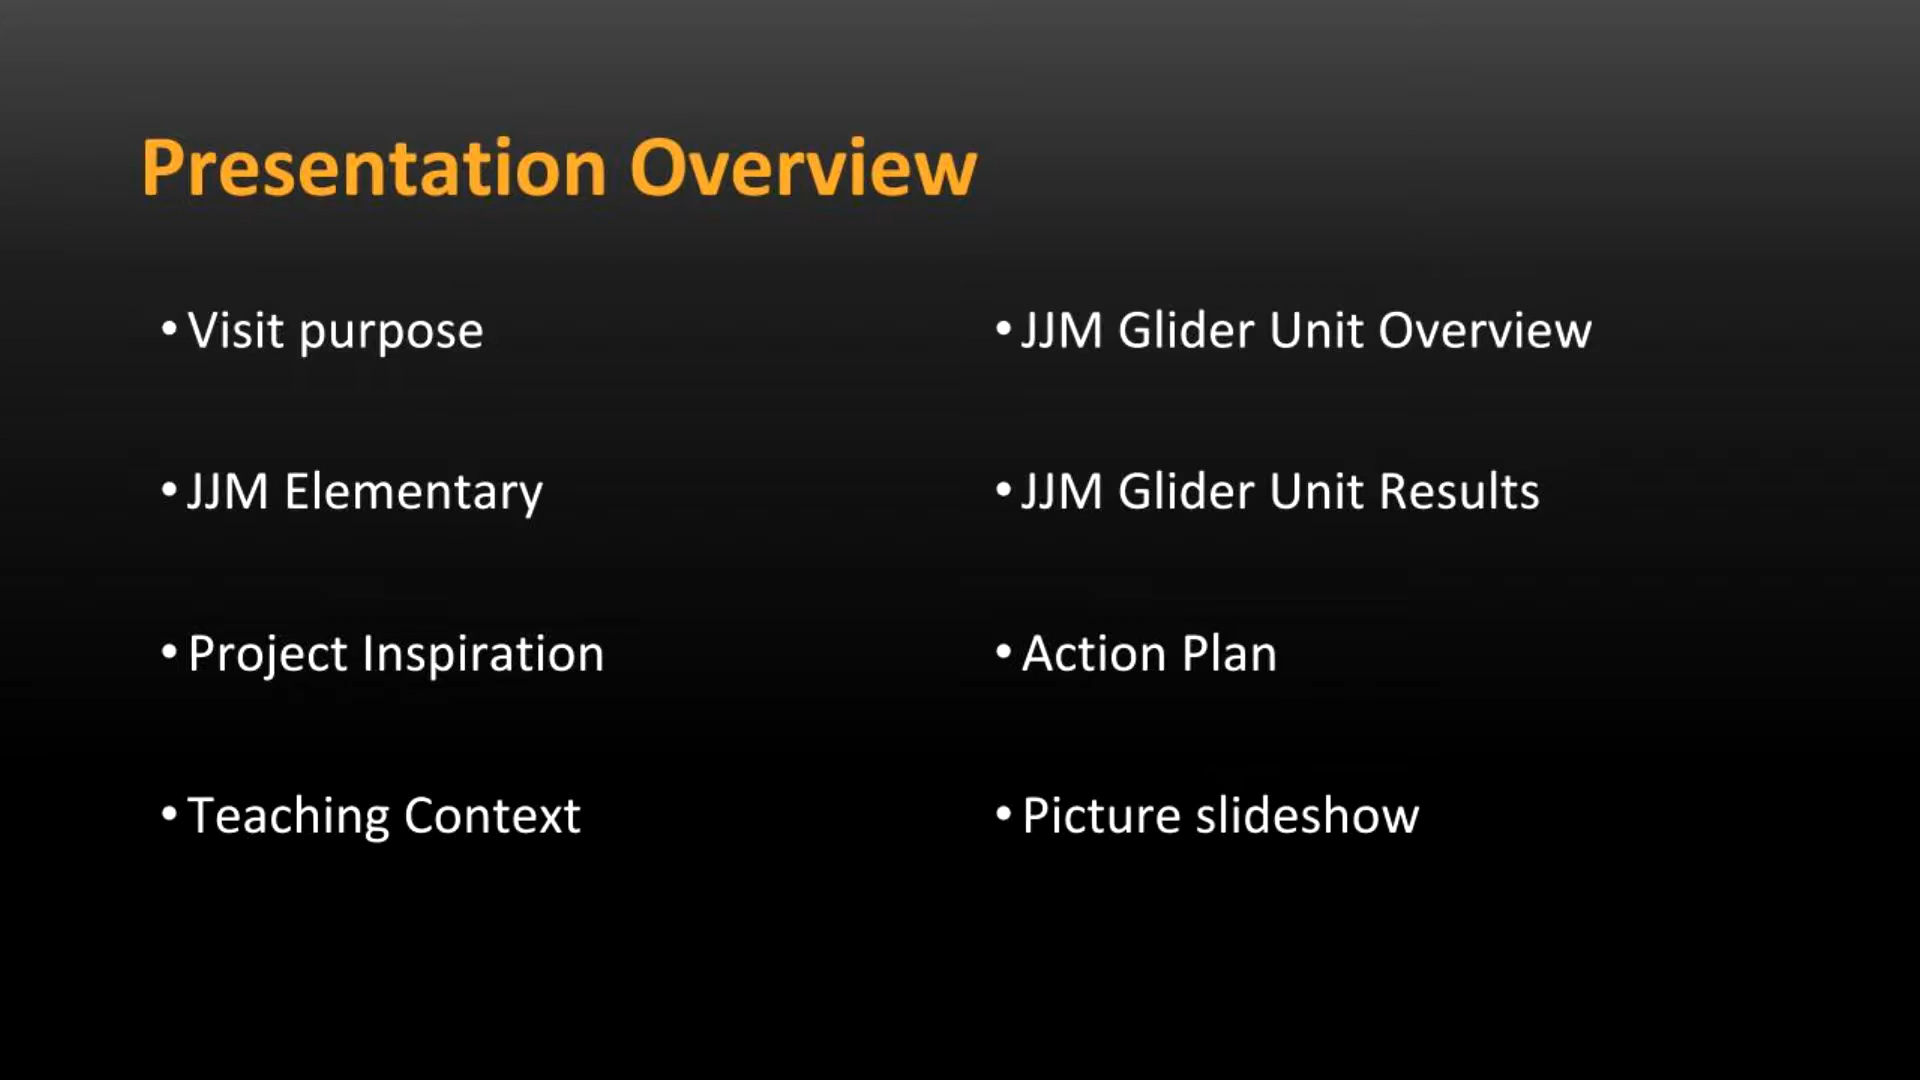 Presentation Overview
• Visit purpose
• JJM Elementary
• Project Inspiration
• Teaching Context
• JJM Glider Unit Overview
• JJM Glider Unit Results
• Action Plan
• Picture slideshow